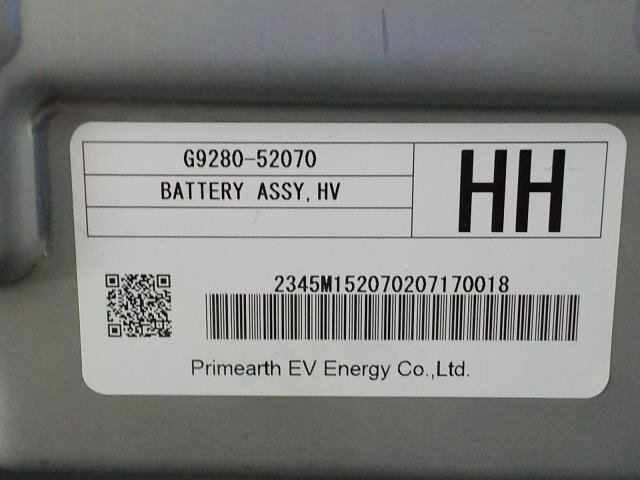 G9280-52070
BATTERY ASSY,HV
HH
2345M152070207170018
Primearth EV Energy Co.,Ltd.